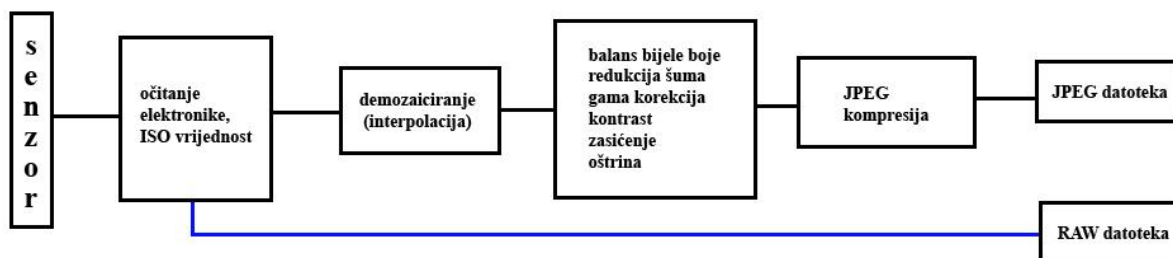 senzor
očitanje
elektronike,
ISO vrijednost
demozaiciranje
(interpolacija)
balans bijele boje
redukcija šuma
gama korekcija
kontrast
zasićenje
oštrina
JPEG
kompresija
JPEG datoteka
RAW datoteka